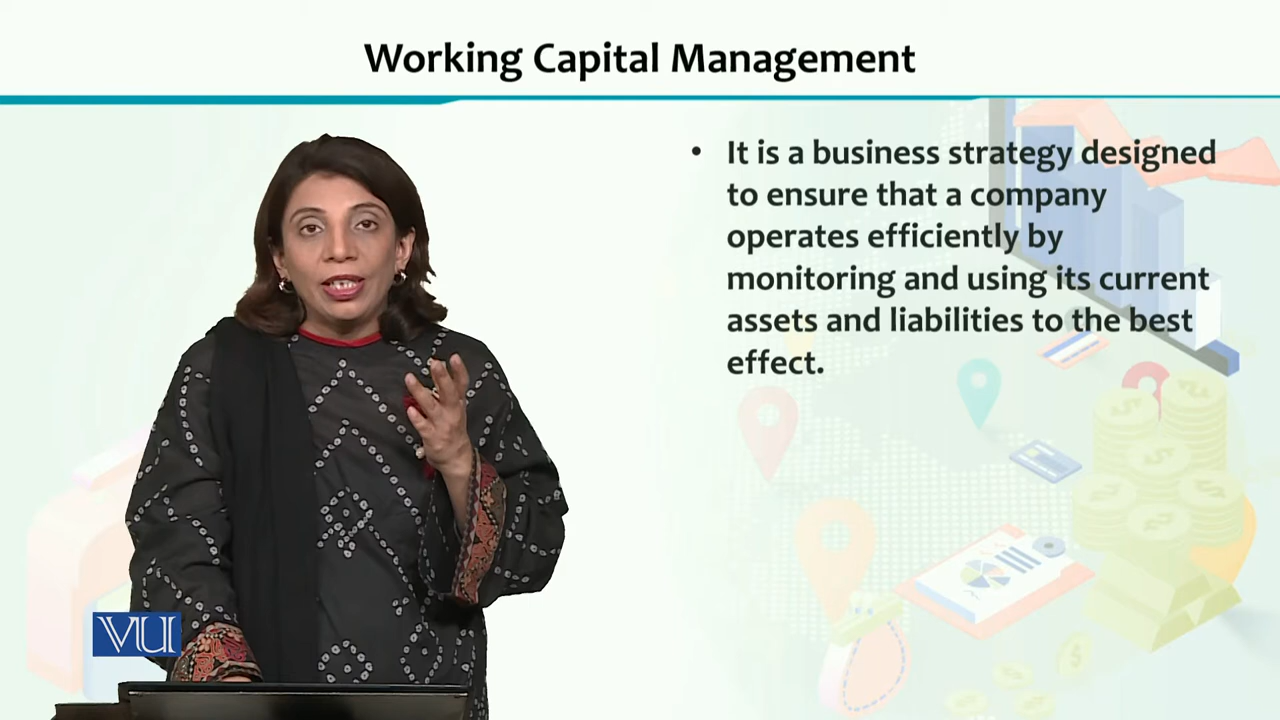 Working Capital Management
• It is a business strategy designed
to ensure that a company
operates efficiently by
monitoring and using its current
assets and liabilities to the best
effect.
VU